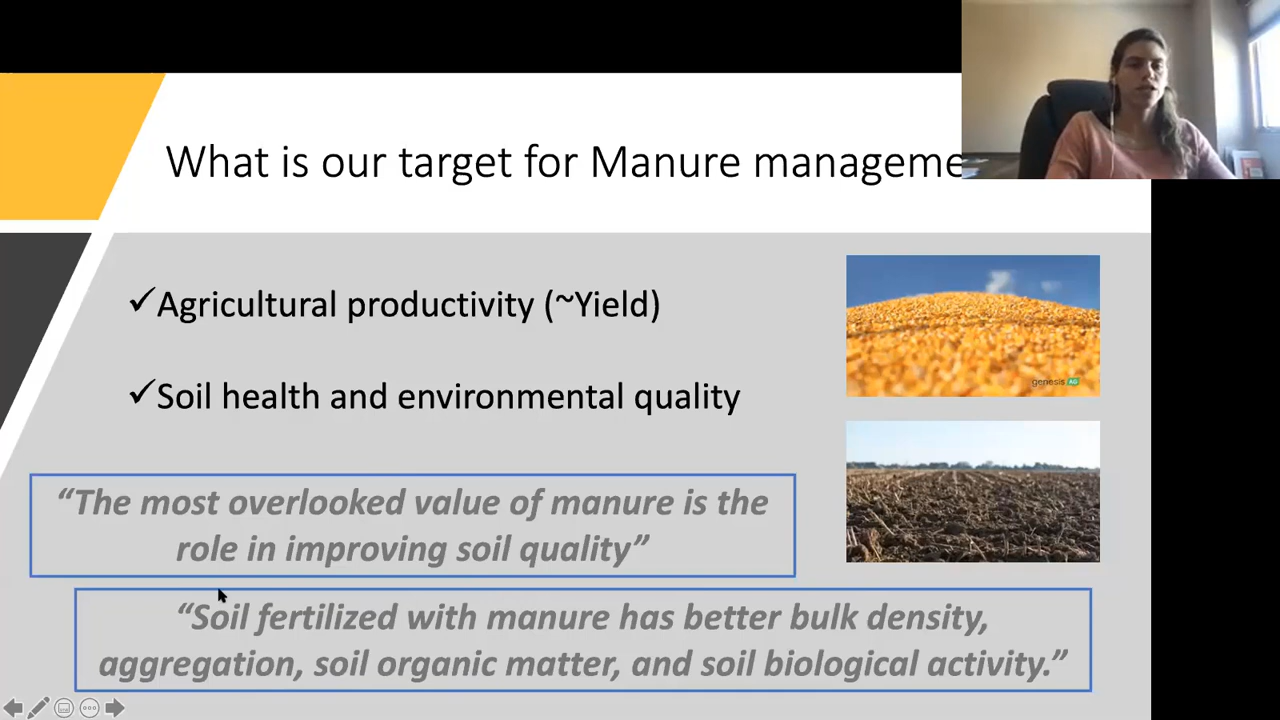 What is our target for Manure manageme
✓Agricultural productivity (~Yield)
✓Soil health and environmental quality
genesis AG
“The most overlooked value of manure is the
role in improving soil quality”
“Soil fertilized with manure has better bulk density,
aggregation, soil organic matter, and soil biological activity.”